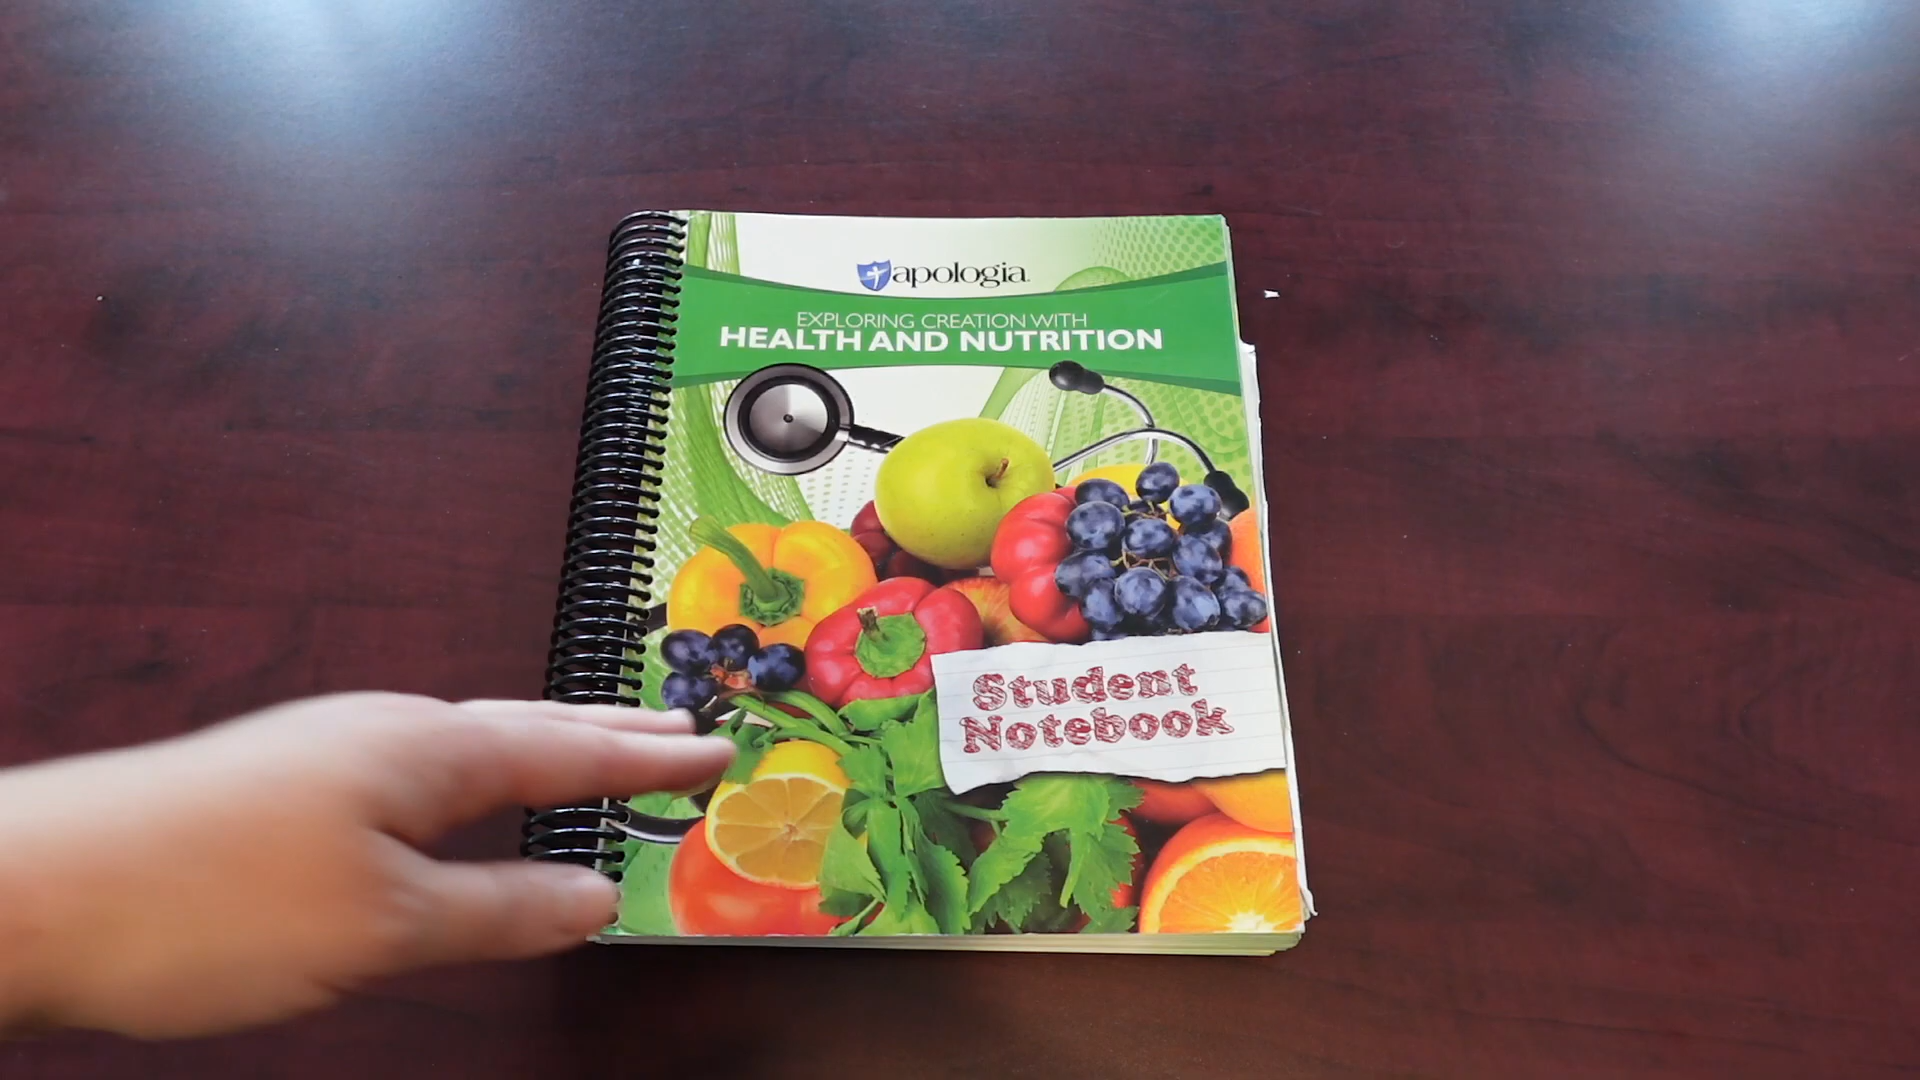 apologia
EXPLORING CREATION WITH
HEALTH AND NUTRITION
Student
Notebook